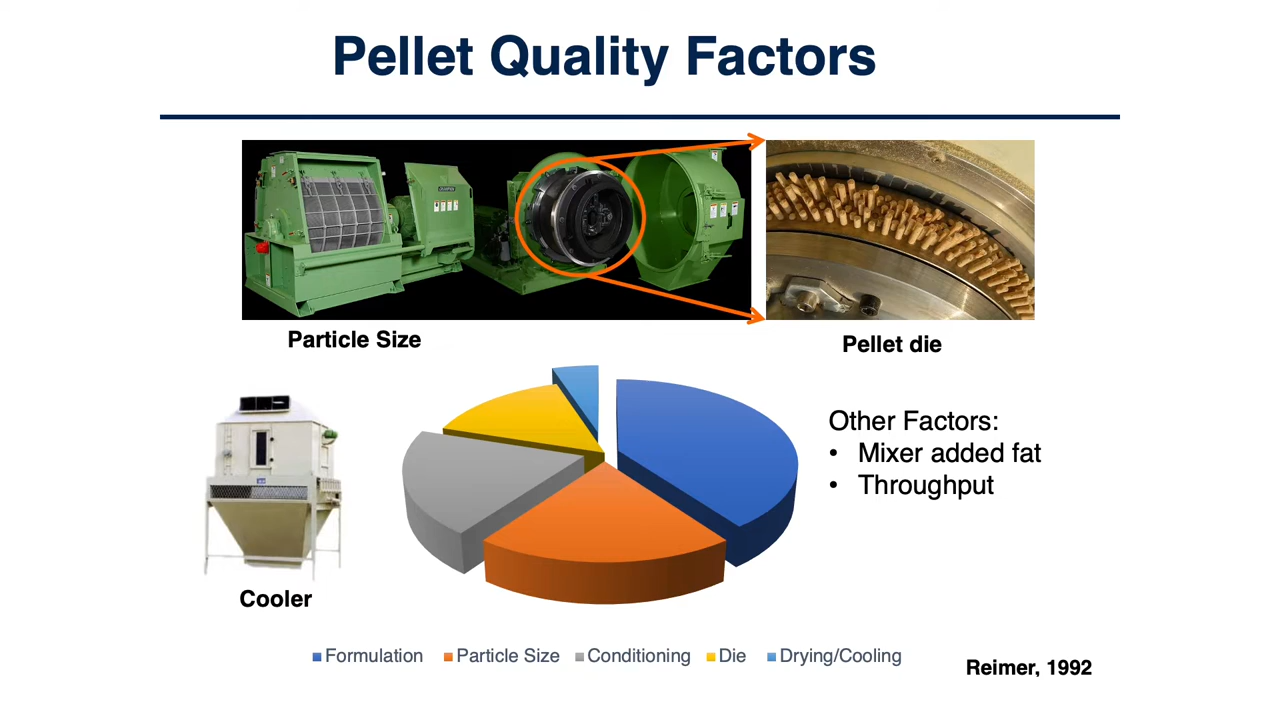 Pellet Quality Factors
Particle Size
Pellet die
Other Factors:
• Mixer added fat
• Throughput
Cooler
Formulation
Particle Size
Conditioning
Die
Drying/Cooling
Reimer, 1992